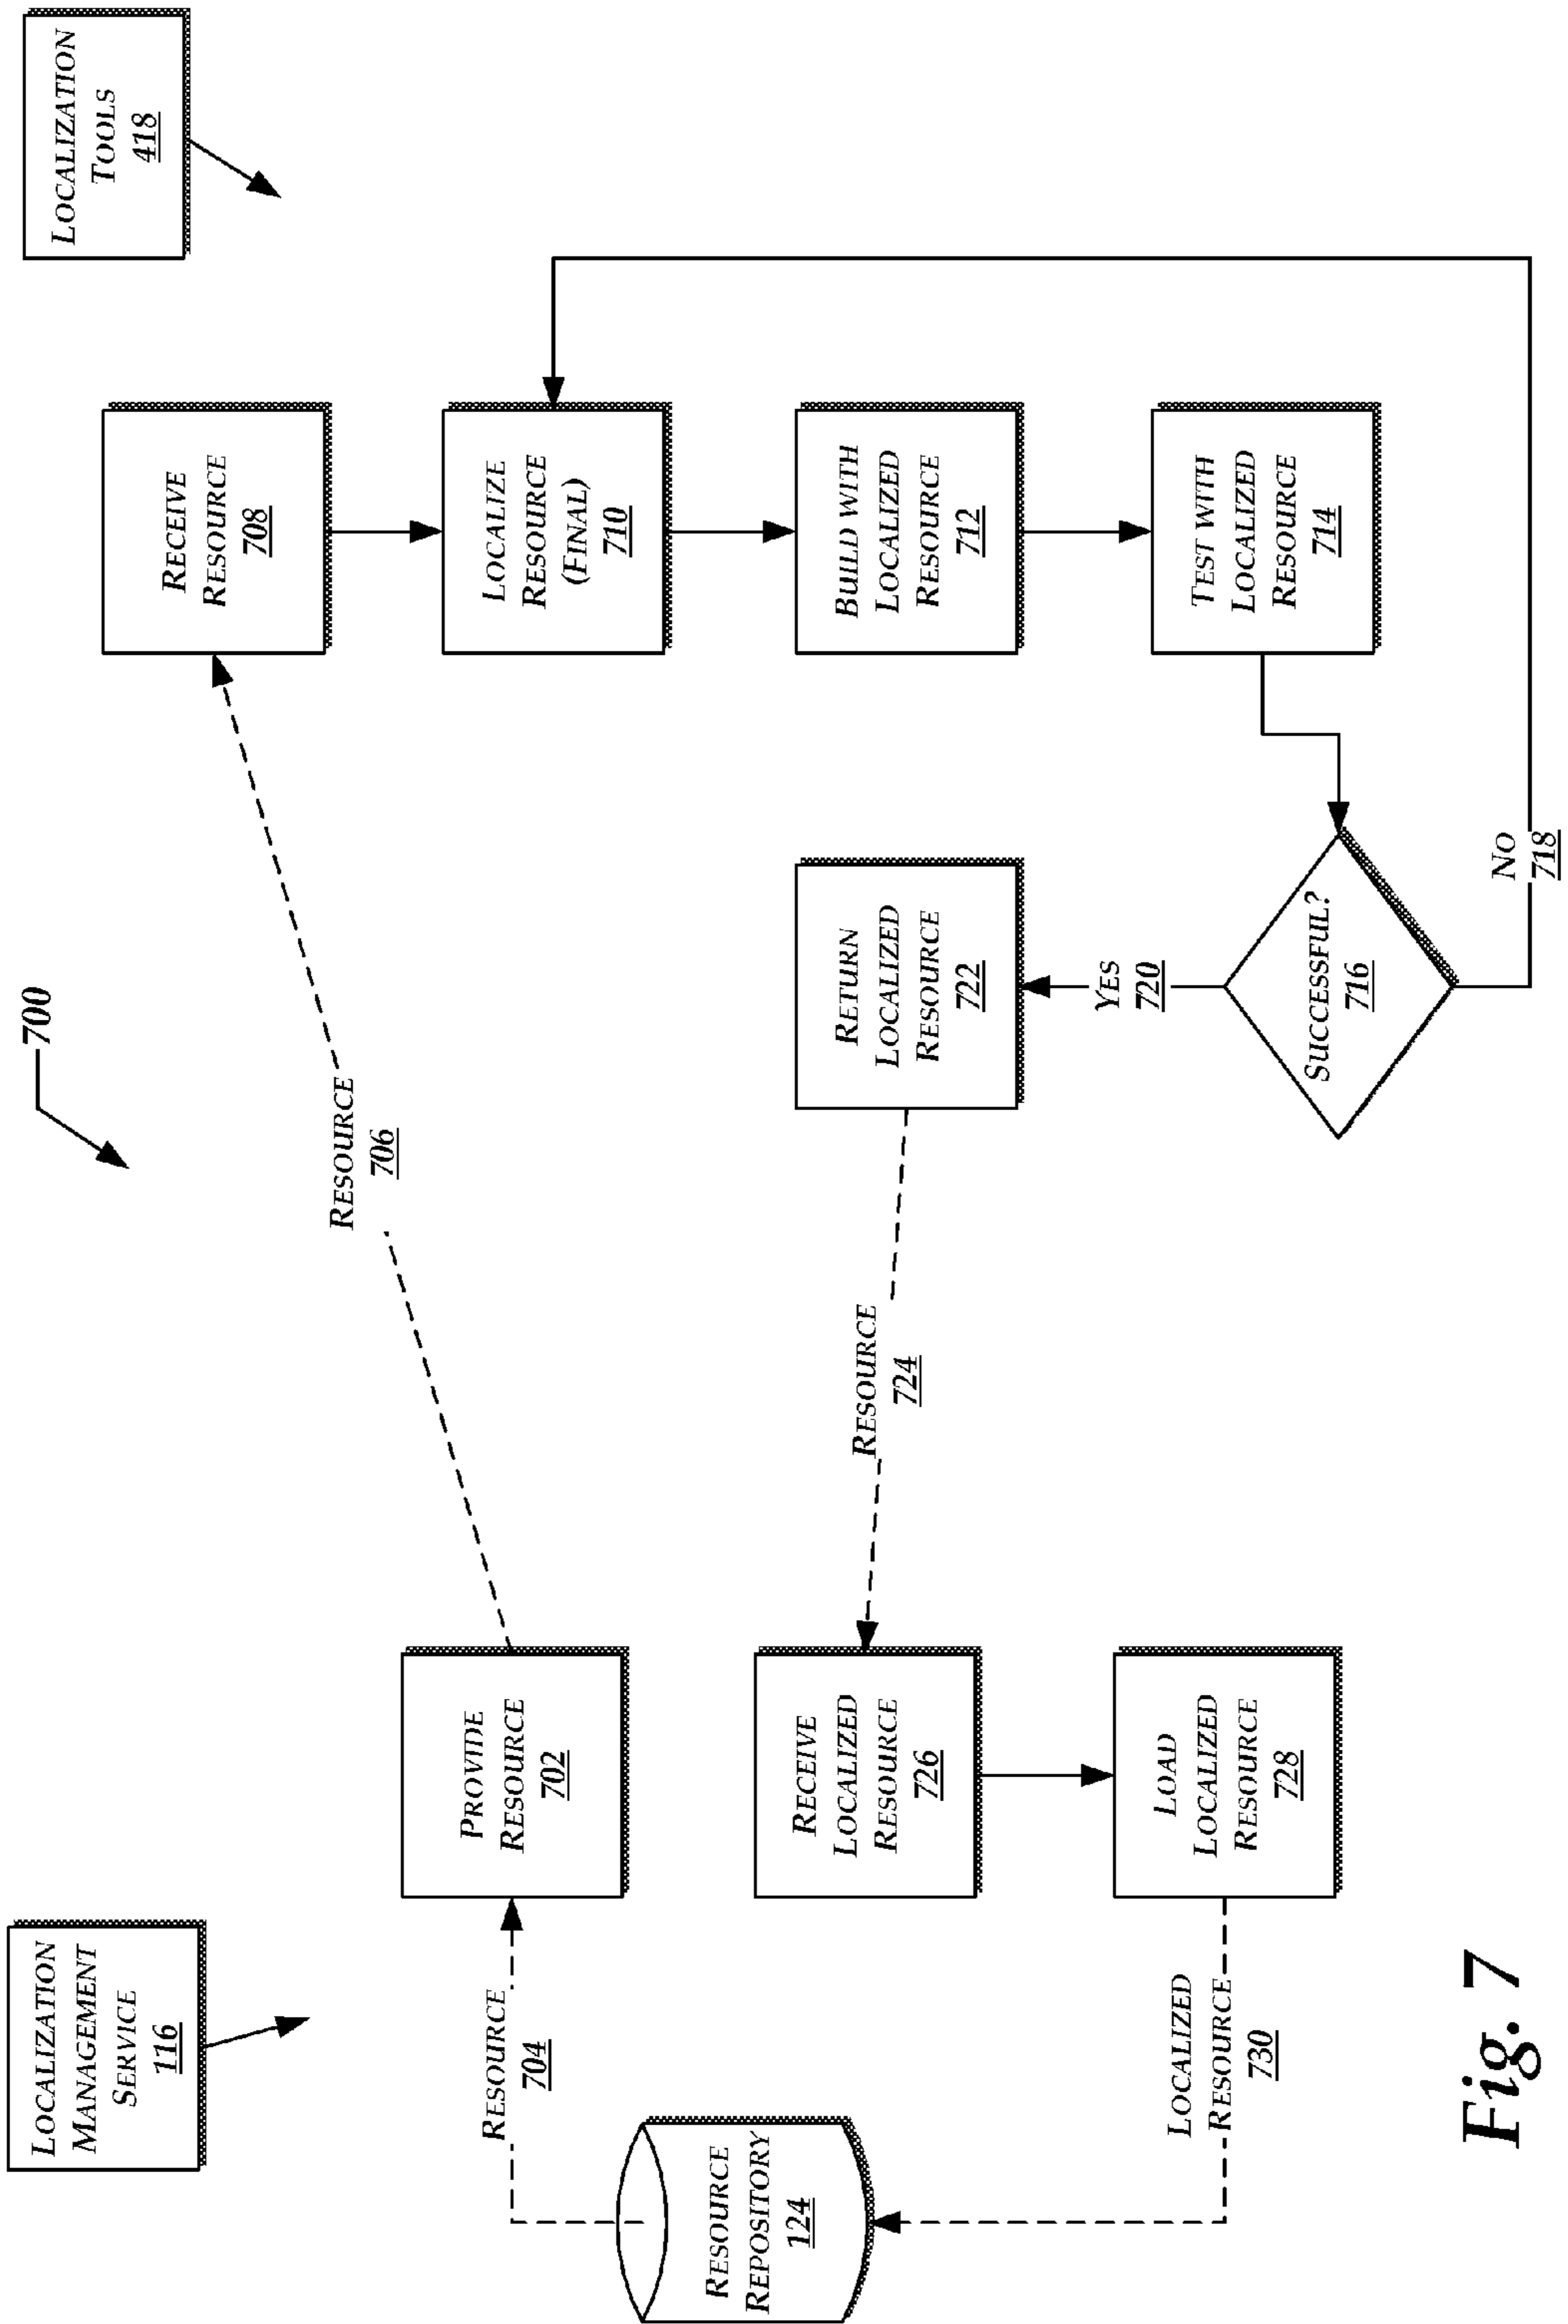 LOCALIZATION
MANAGEMENT
SERVICE
116
700
LOCALIZATION
TOOLS
418
RESOURCE
704
PROVIDE
RESOURCE
702
RESOURCE
706
RECEIVE
RESOURCE
708
LOCALIZE
RESOURCE
(FINAL)
710
RESOURCE
REPOSITORY
124
RECEIVE
LOCALIZED
RESOURCE
726
RESOURCE
724
RETURN
LOCALIZED
RESOURCE
722
BUILD WITH
LOCALIZED
RESOURCE
712
YES
720
LOCALIZED
RESOURCE
730
LOAD
LOCALIZED
RESOURCE
728
SUCCESSFUL?
716
TEST WITH
LOCALIZED
RESOURCE
714
NO
718
Fig. 7